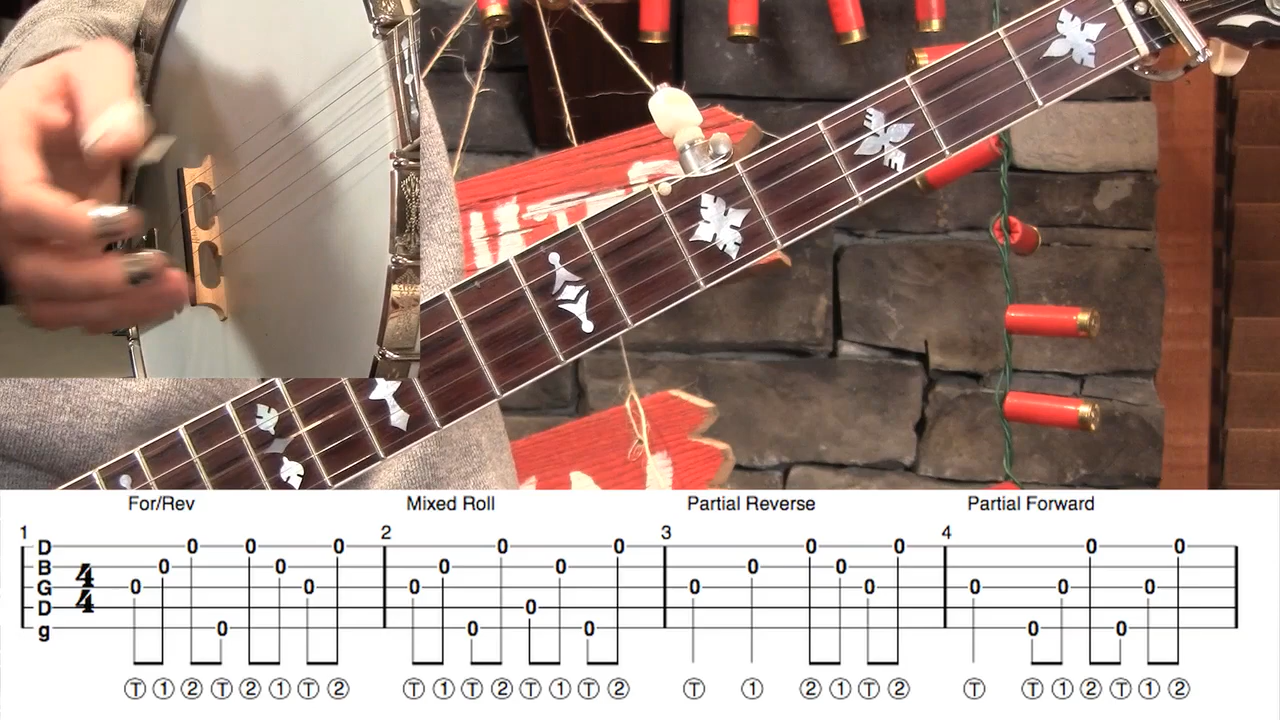 For/Rev Mixed Roll Partial Reverse Partial Forward
1 2 3 4
D 0 0 0 0 0 0 0 0
B 0 0 0 0 0 0 0
G 0 0 0 0 0 0 0 0
D 0
g 0 0 0 0 0
4
4
T 1 2 T 2 1 T 2 T 1 T 2 T 1 T 2 T 1 2 1 T 2 T T 1 2 T 1 2